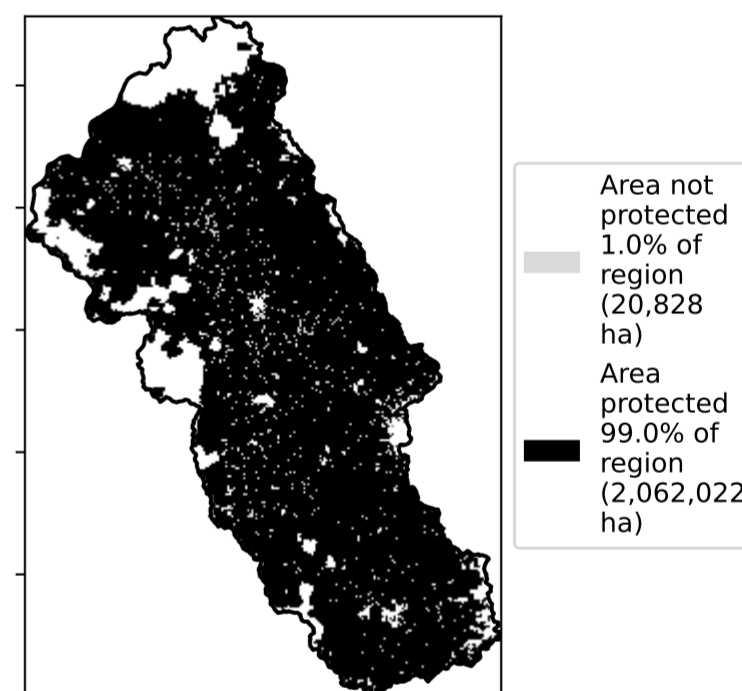 Area not
protected
1.0% of
region
(20,828
ha)
Area
protected
99.0% of
region
(2,062,022
ha)